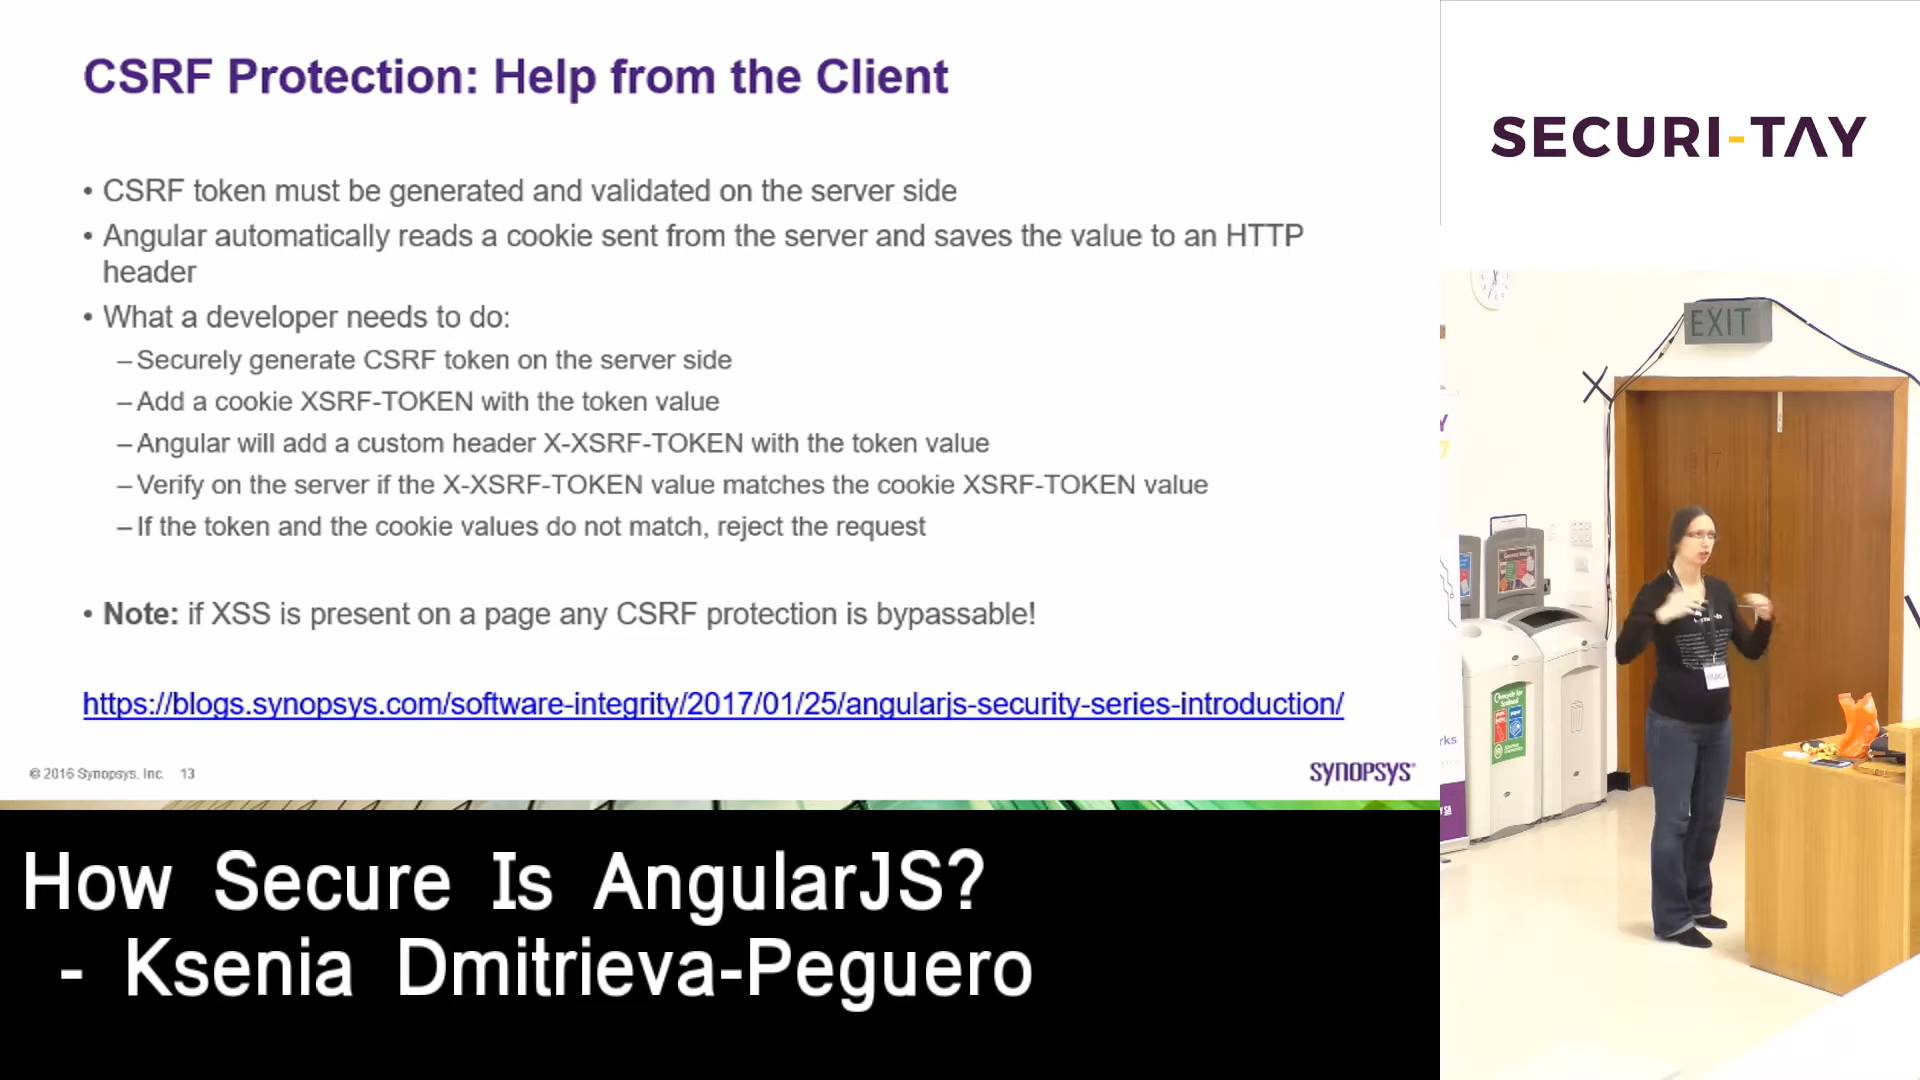 CSRF Protection: Help from the Client
• CSRF token must be generated and validated on the server side
• Angular automatically reads a cookie sent from the server and saves the value to an HTTP
header
• What a developer needs to do:
– Securely generate CSRF token on the server side
– Add a cookie XSRF-TOKEN with the token value
– Angular will add a custom header X-XSRF-TOKEN with the token value
– Verify on the server if the X-XSRF-TOKEN value matches the cookie XSRF-TOKEN value
– If the token and the cookie values do not match, reject the request
• Note: if XSS is present on a page any CSRF protection is bypassable!
https://blogs.synopsys.com/software-integrity/2017/01/25/angularjs-security-series-introduction/
© 2016 Synopsys, Inc. 13
SYNOPSYS®
How Secure Is AngularJS?
- Ksenia Dmitrieva-Peguero
SECURI-TAY
EXIT